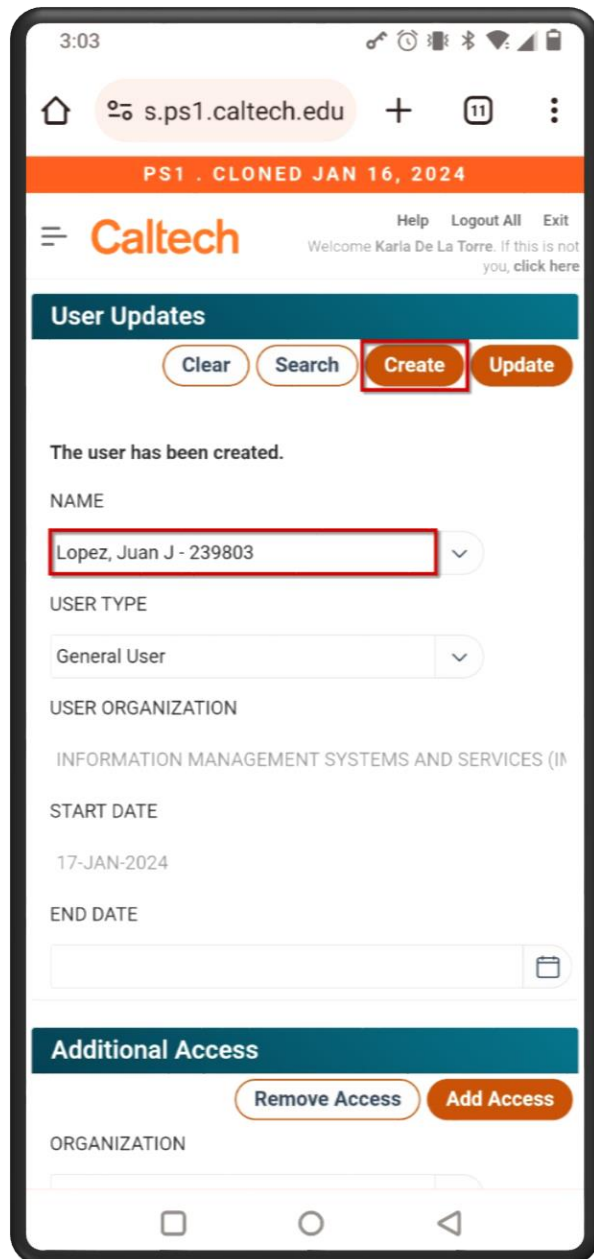 3:03
s.ps1.caltech.edu
11
PS1 . CLONED JAN 16, 2024
Caltech
Help Logout All Exit
Welcome Karla De La Torre. If this is not
you, click here
User Updates
Clear Search Create Update
The user has been created.
NAME
Lopez, Juan J - 239803
USER TYPE
General User
USER ORGANIZATION
INFORMATION MANAGEMENT SYSTEMS AND SERVICES (IM
START DATE
17-JAN-2024
END DATE
Additional Access
Remove Access Add Access
ORGANIZATION